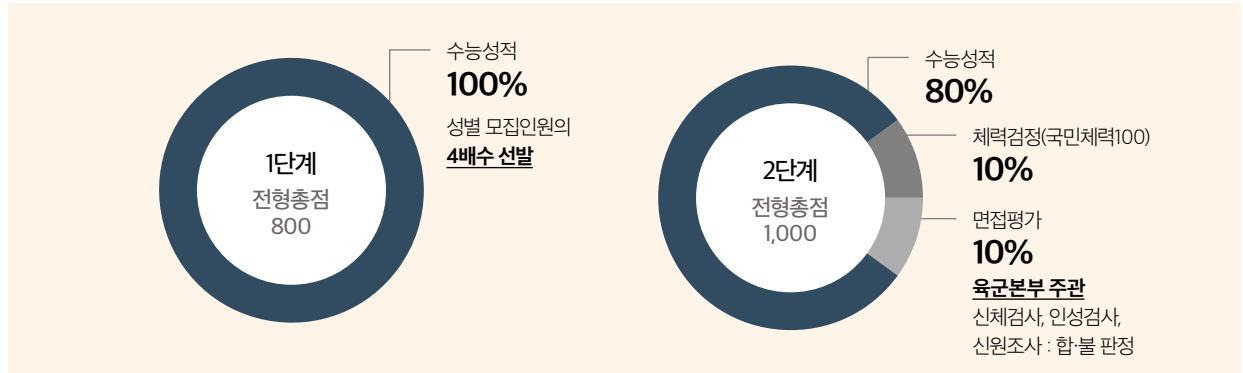 수능성적
100%
성별 모집인원의
4배수 선발
1단계
전형총점
800
수능성적
80%
체력검정(국민체력100)
10%
2단계
전형총점
1,000
면접평가
10%
육군본부 주관
신체검사, 인성검사,
신원조사 : 합·불 판정